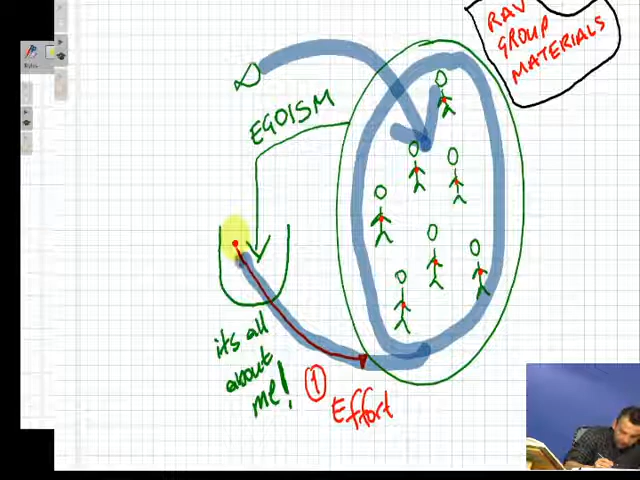 RAV
GROUP
MATERIALS
EGOISM
it's all
about
me!
1
Effort